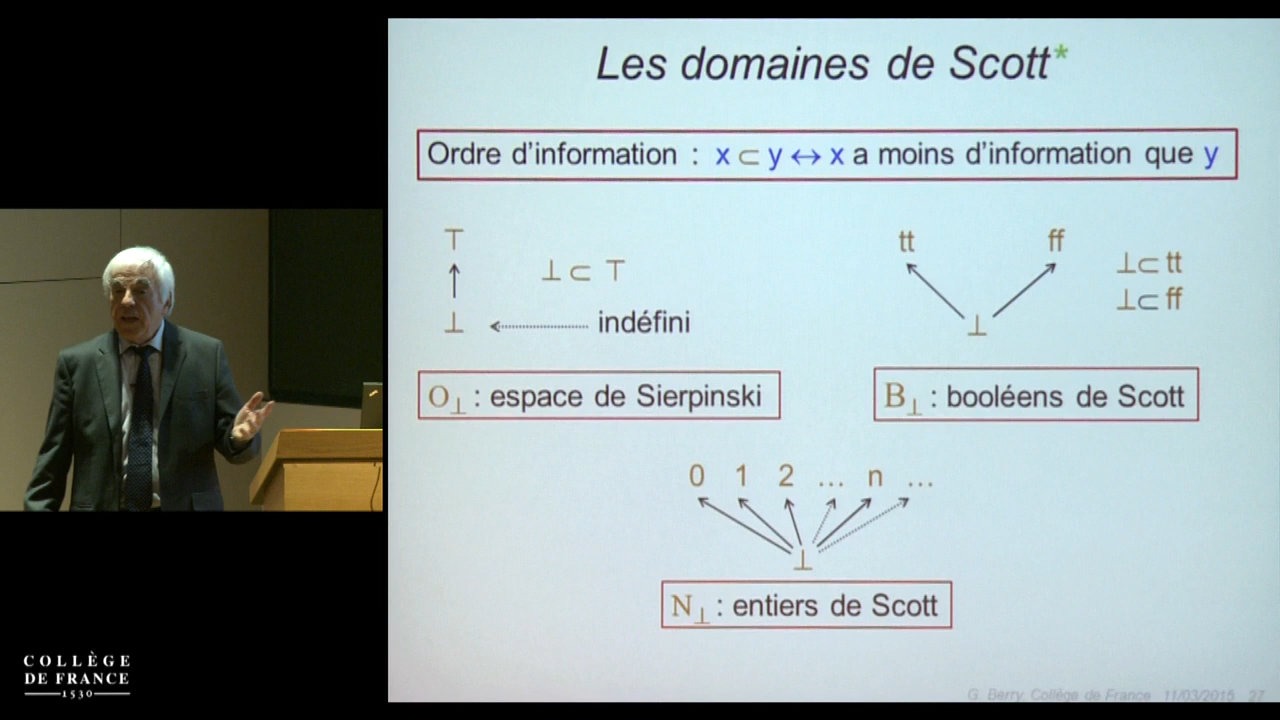 Les domaines de Scott*
Ordre d'information : x ⊂ y ↔ x a moins d'information que y
⊤
⊥ ⊂ ⊤
⊥
indéfini
tt ff
⊥⊂ tt
⊥⊂ ff
⊥
O⊥ : espace de Sierpinski
B⊥ : booléens de Scott
0 1 2 ... n ...
⊥
N⊥ : entiers de Scott
COLLÈGE
DE FRANCE
1530
G. Berry, Collège de France 11/03/2015 27